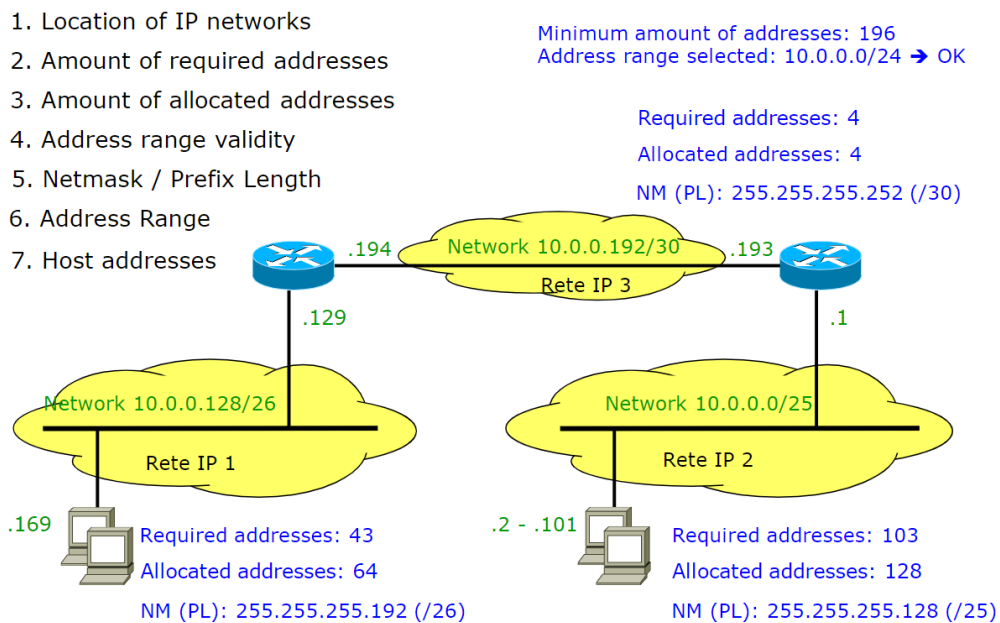 1. Location of IP networks
2. Amount of required addresses
3. Amount of allocated addresses
4. Address range validity
5. Netmask / Prefix Length
6. Address Range
7. Host addresses
Minimum amount of addresses: 196
Address range selected: 10.0.0.0/24 ➔ OK
Required addresses: 4
Allocated addresses: 4
NM (PL): 255.255.255.252 (/30)
.194
Network 10.0.0.192/30
.193
Rete IP 3
.129
.1
Network 10.0.0.128/26
Rete IP 1
Network 10.0.0.0/25
Rete IP 2
.169
Required addresses: 43
Allocated addresses: 64
NM (PL): 255.255.255.192 (/26)
.2 - .101
Required addresses: 103
Allocated addresses: 128
NM (PL): 255.255.255.128 (/25)